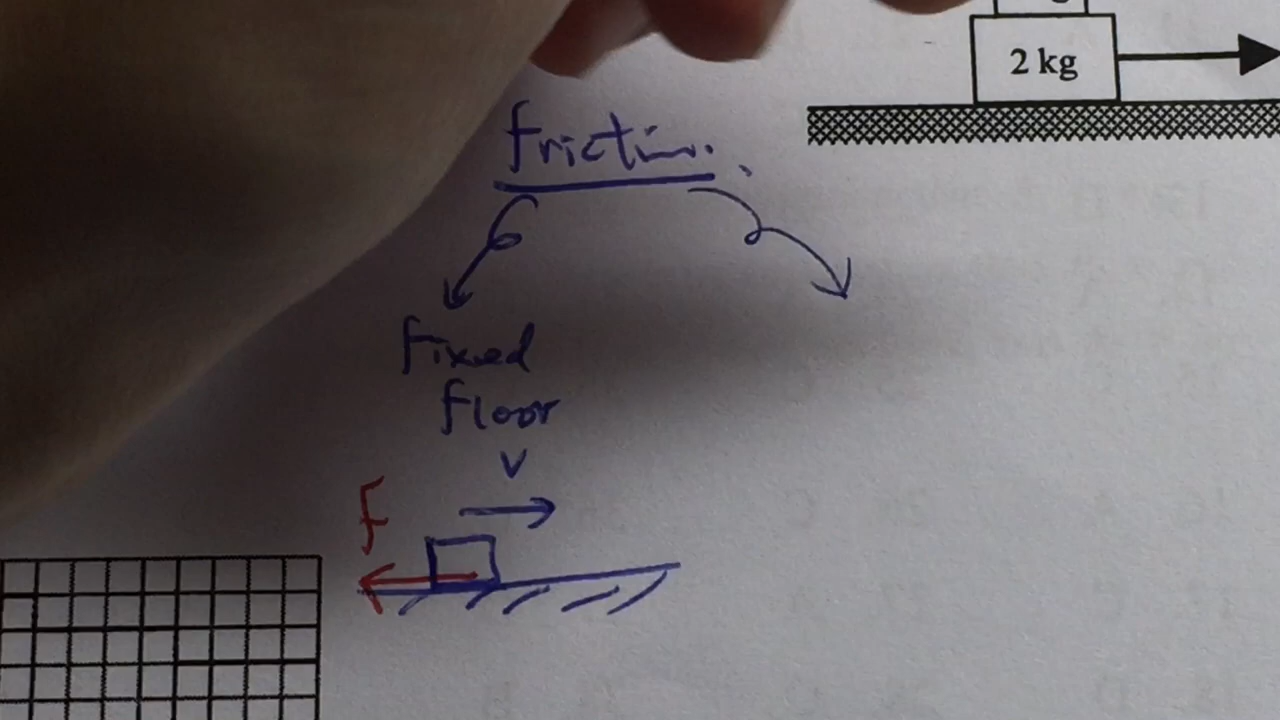 2 kg
friction.
fixed
floor
v
f